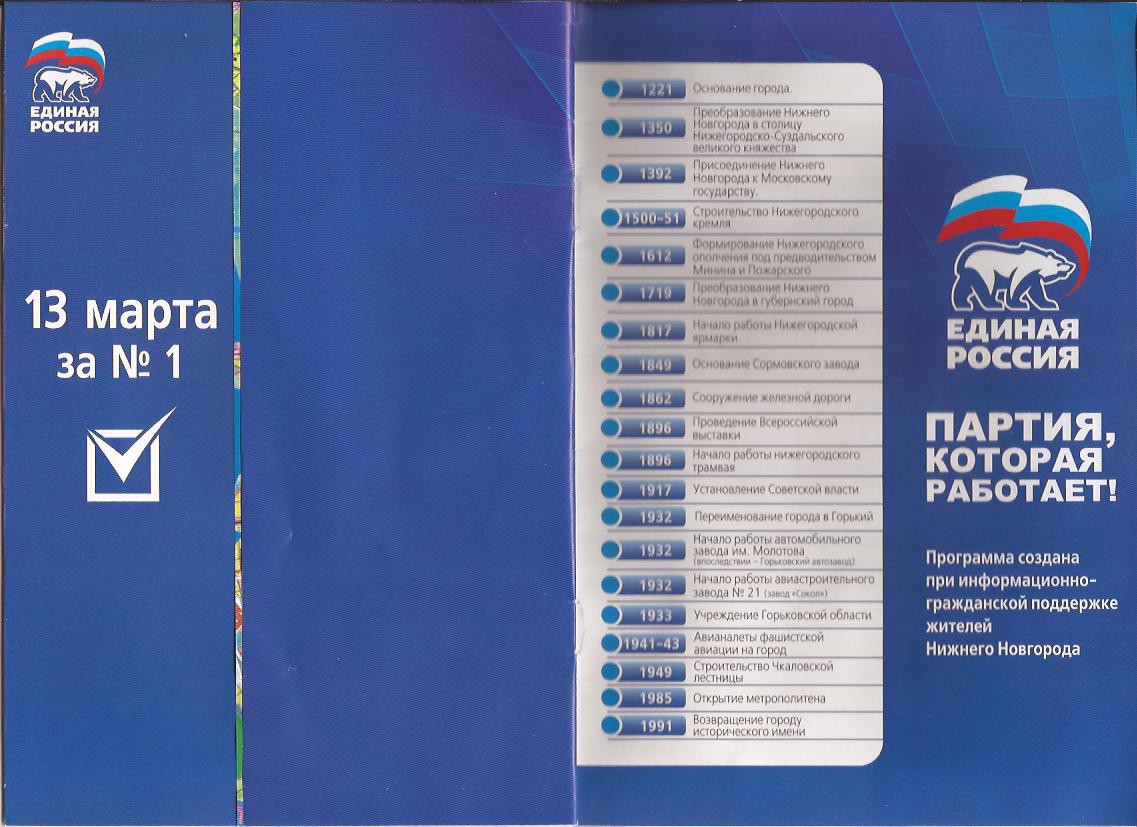 ЕДИНАЯ
РОССИЯ
13 марта
за № 1
1221 Основание города.
1350 Преобразование Нижнего
Новгорода в столицу
Нижегородско-Суздальского
великого княжества
1392 Присоединение Нижнего
Новгорода к Московскому
государству.
1500-51 Строительство Нижегородского
кремля
1612 Формирование Нижегородского
ополчения под предводительством
Минина и Пожарского
1719 Преобразование Нижнего
Новгорода в губернский город
1817 Начало работы Нижегородской
ярмарки
1849 Основание Сормовского завода
1862 Сооружение железной дороги
1896 Проведение Всероссийской
выставки
1896 Начало работы нижегородского
трамвая
1917 Установление Советской власти
1932 Переименование города в Горький
1932 Начало работы автомобильного
завода им. Молотова
(впоследствии – Горьковский автозавод)
1932 Начало работы авиастроительного
завода № 21 (завод «Сокол»)
1933 Учреждение Горьковской области
1941-43 Авианалеты фашистской
авиации на город
1949 Строительство Чкаловской
лестницы
1985 Открытие метрополитена
1991 Возвращение городу
исторического имени
ЕДИНАЯ
РОССИЯ
ПАРТИЯ,
КОТОРАЯ
РАБОТАЕТ!
Программа создана
при информационно-
гражданской поддержке
жителей
Нижнего Новгорода